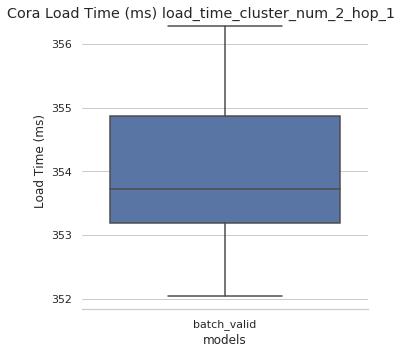 Cora Load Time (ms) load_time_cluster_num_2_hop_1
356
355
354
353
352
Load Time (ms)
batch_valid
models